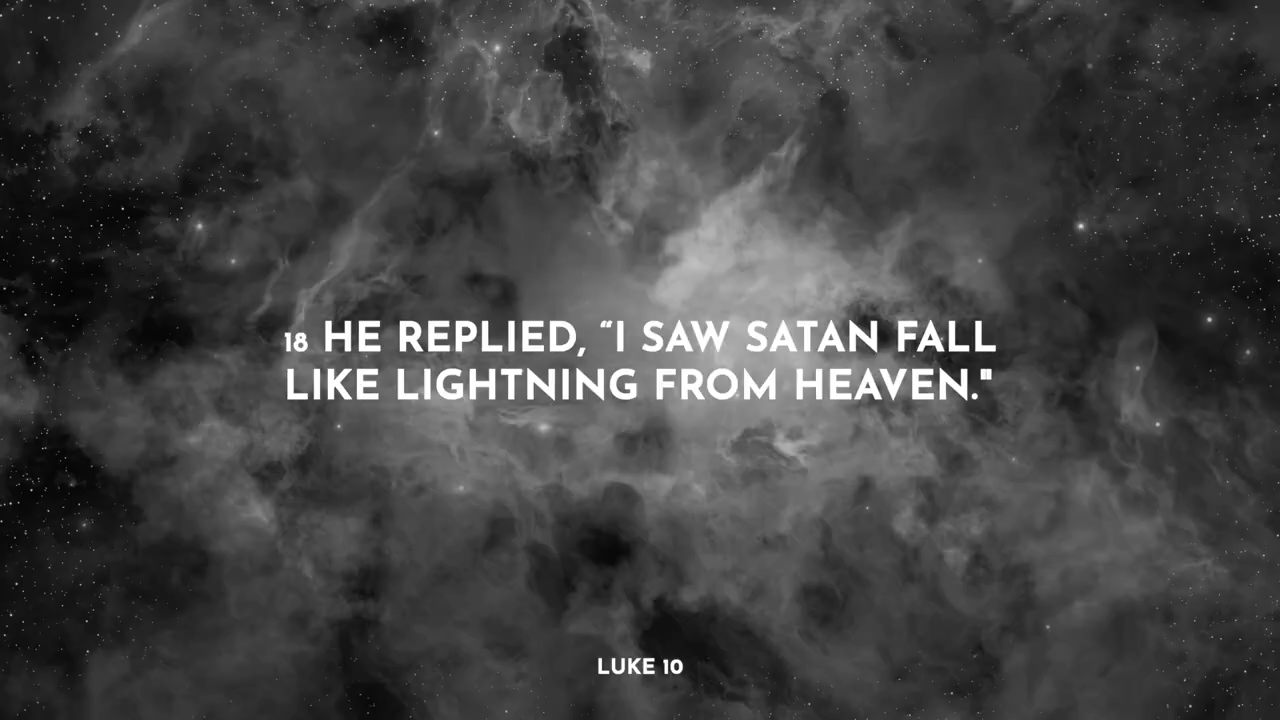 18 HE REPLIED, “I SAW SATAN FALL
LIKE LIGHTNING FROM HEAVEN."
LUKE 10